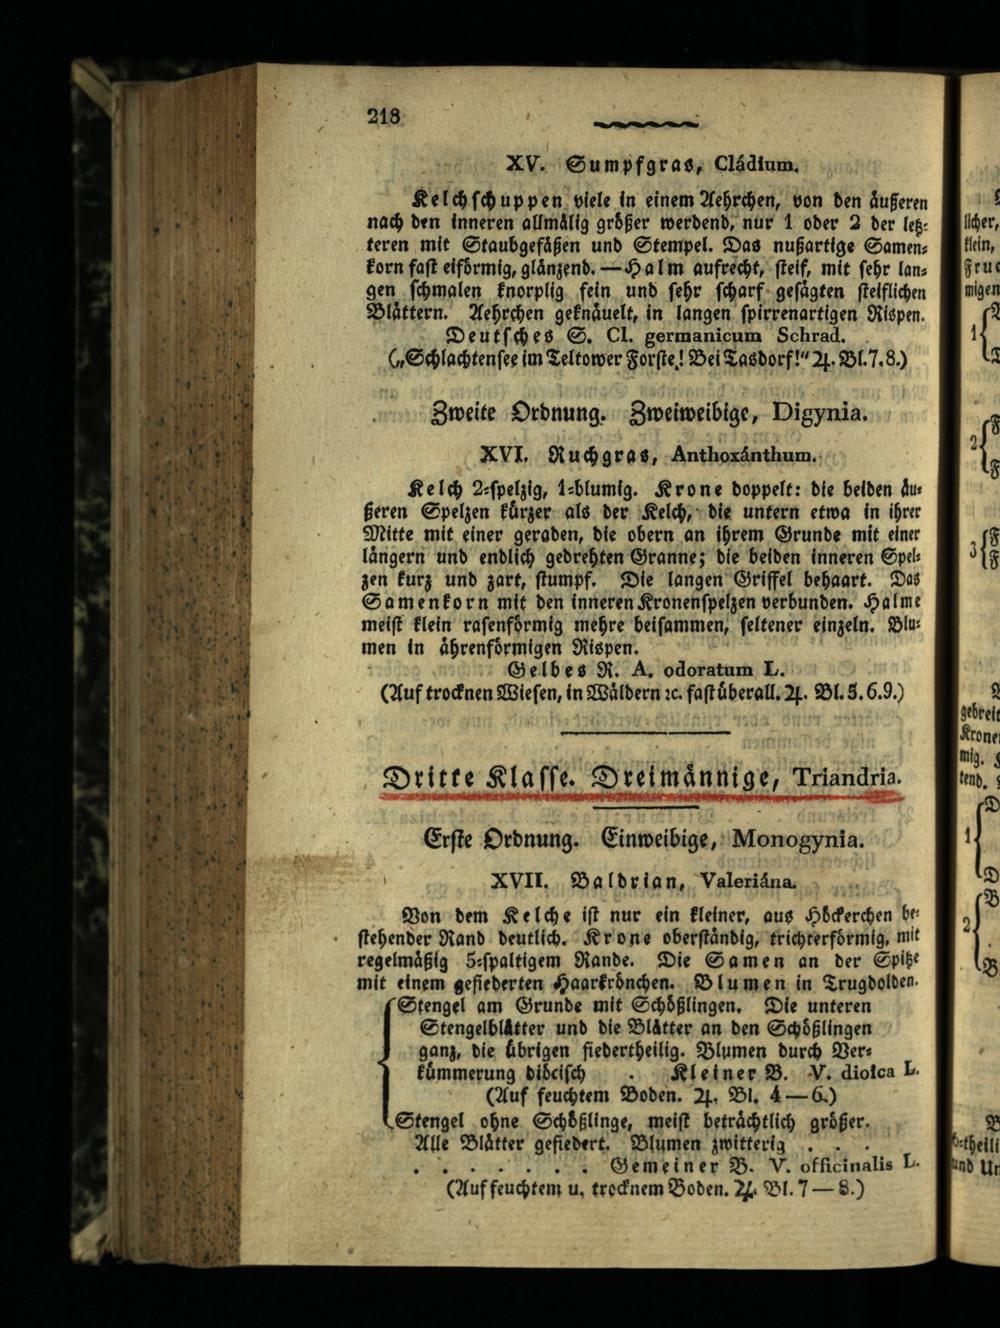 218
XV. Sumpfgras, Cládium.
Kelchschuppen viele in einem Aehrchen, von den äußeren
nach den inneren allmälig größer werdend, nur 1 oder 2 der letz-
teren mit Staubgefäßen und Stempel. Das nußartige Samen-
korn fast eiförmig, glänzend. — Halm aufrecht, steif, mit sehr lan-
gen schmalen knorplig fein und sehr scharf gesägten steiflichen
Blättern. Aehrchen geknäuelt, in langen spirrenartigen Rispen.
Deutsches S. Cl. germanicum Schrad.
(„Schlachtensee im Teltower Forste! Bei Tasdorf!“ ♃. Bl. 7. 8.)
Zweite Ordnung. Zweiweibige, Digynia.
XVI. Ruchgras, Anthoxánthum.
Kelch 2-spelzig, 1-blumig. Krone doppelt: die beiden äu-
ßeren Spelzen kürzer als der Kelch, die untern etwa in ihrer
Mitte mit einer geraden, die obern an ihrem Grunde mit einer
längern und endlich gedrehten Granne; die beiden inneren Spel-
zen kurz und zart, stumpf. Die langen Griffel behaart. Das
Samenkorn mit den inneren Kronenspelzen verbunden. Halme
meist klein rasenförmig mehre beisammen, seltener einzeln. Blu-
men in ährenförmigen Rispen.
Gelbes R. A. odoratum L.
(Auf trocknen Wiesen, in Wäldern ꝛc. fast überall. ♃. Bl. 5. 6. 9.)
Dritte Klasse. Dreimännige, Triandria.
Erste Ordnung. Einweibige, Monogynia.
XVII. Baldrian, Valeriána.
Von dem Kelche ist nur ein kleiner, aus Höckerchen be-
stehender Rand deutlich. Krone oberständig, trichterförmig, mit
regelmäßig 5-spaltigem Rande. Die Samen an der Spitze
mit einem gefiederten Haarkrönchen. Blumen in Trugdolden.
Stengel am Grunde mit Schößlingen. Die unteren
Stengelblätter und die Blätter an den Schößlingen
ganz, die übrigen fiedertheilig. Blumen durch Ver-
kümmerung diöcisch . Kleiner B. V. dioica L.
(Auf feuchtem Boden. ♃. Bl. 4 — 6.)
Stengel ohne Schößlinge, meist beträchtlich größer.
Alle Blätter gefiedert. Blumen zwitterig . . .
. . . . . . . Gemeiner B. V. officinalis L.
(Auf feuchtem u. trocknem Boden. ♃. Bl. 7 — 8.)